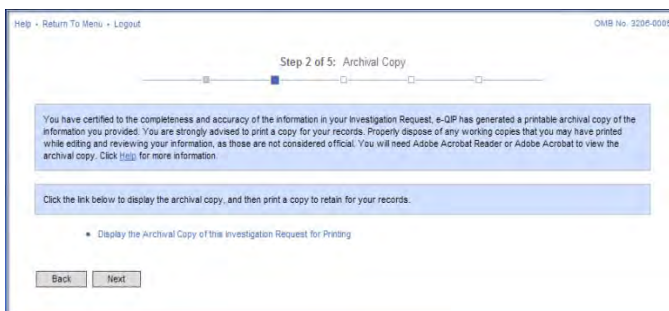 Help - Return To Menu - Logout
OMB No. 3206-0005
Step 2 of 5: Archival Copy
You have certified to the completeness and accuracy of the information in your Investigation Request, e-QIP has generated a printable archival copy of the
information you provided. You are strongly advised to print a copy for your records. Properly dispose of any working copies that you may have printed
while editing and reviewing your information, as those are not considered official. You will need Adobe Acrobat Reader or Adobe Acrobat to view the
archival copy. Click Help for more information.
Click the link below to display the archival copy, and then print a copy to retain for your records.
Display the Archival Copy of this Investigation Request for Printing
Back Next